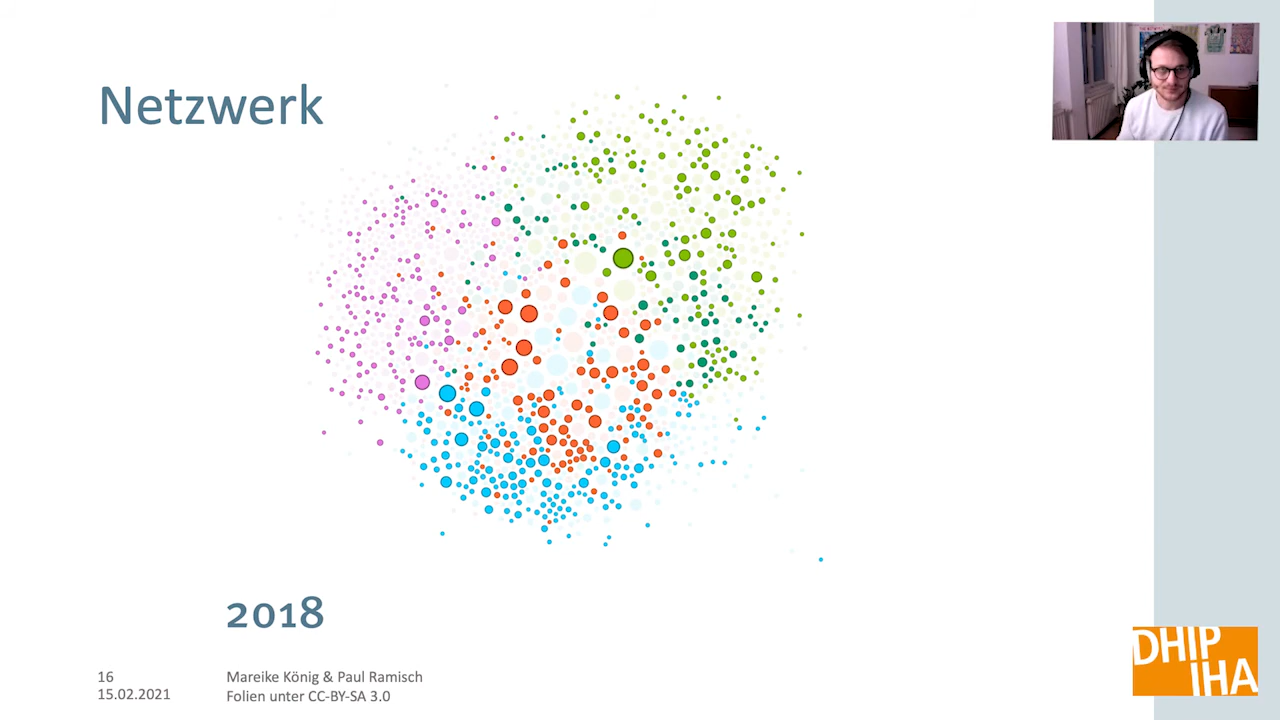 Netzwerk
2018
16
15.02.2021
Mareike König & Paul Ramisch
Folien unter CC-BY-SA 3.0
DHIP
IHA